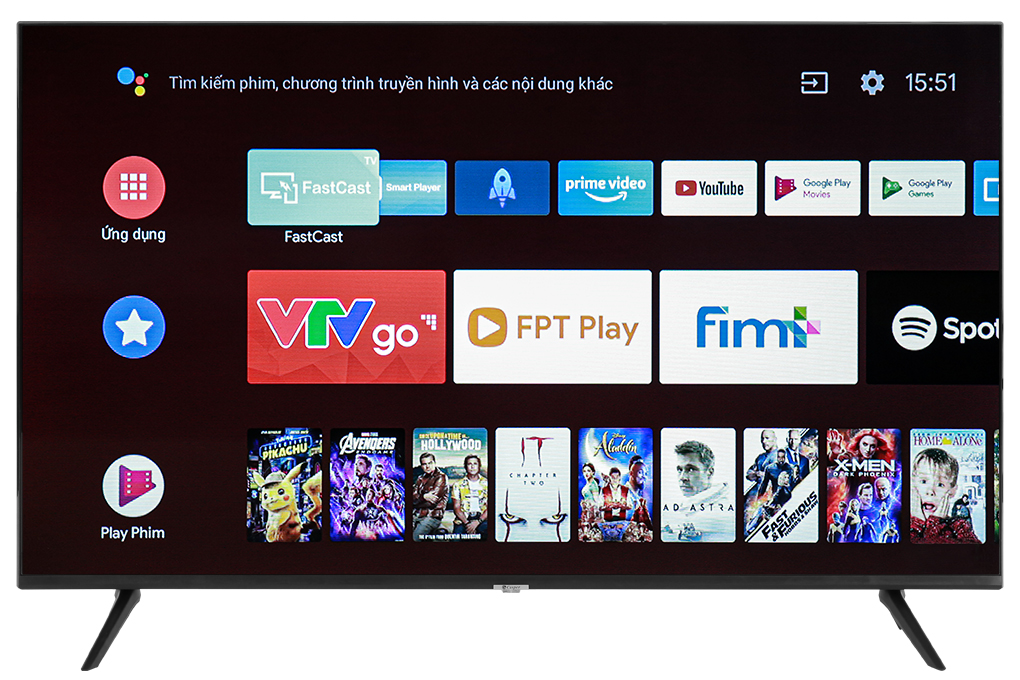 Tìm kiếm phim, chương trình truyền hình và các nội dung khác
15:51
TV
FastCast
Smart Player
prime video
YouTube
Google Play
Movies
Google Play
Games
Ứng dụng
FastCast
VTV go
FPT Play
fim+
Spot
Play Phim
PIKACHU
AVENGERS
ENDGAME
HOLLYWOOD
IT
CHAPTER
TWO
Aladdin
AD ASTRA
FAST & FURIOUS
X-MEN
DARK PHOENIX
HOME ALONE